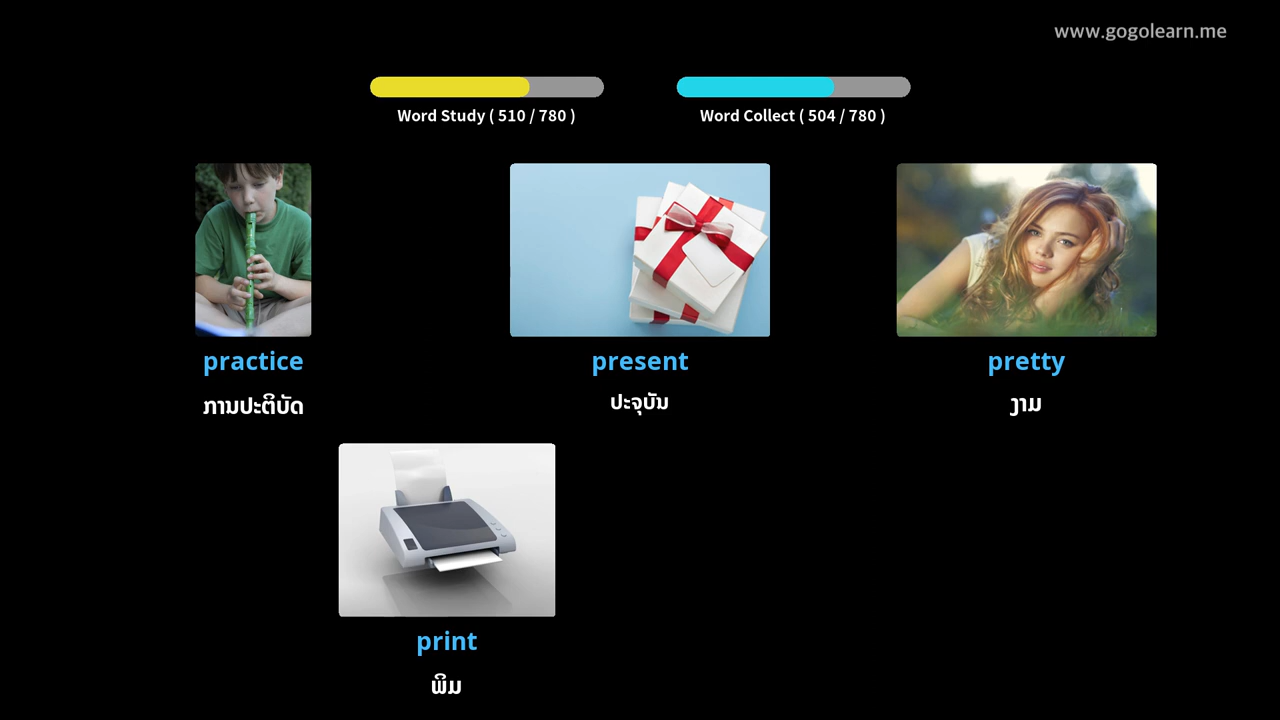 www.gogolearn.me
Word Study ( 510 / 780 )
Word Collect ( 504 / 780 )
practice
ການປະຕິບັດ
present
ປະຈຸບັນ
pretty
ງາມ
print
ພິມ